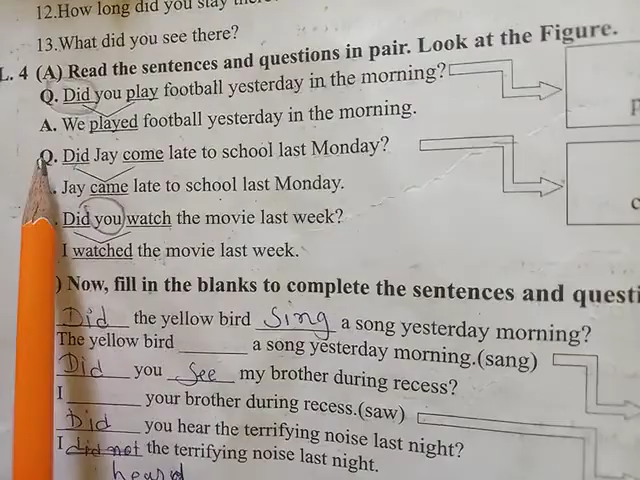 12.How long did you stay
13.What did you see there?
L. 4 (A) Read the sentences and questions in pair. Look at the Figure.
Q. Did you play football yesterday in the morning?
A. We played football yesterday in the morning.
Q. Did Jay come late to school last Monday?
. Jay came late to school last Monday.
. Did you watch the movie last week?
I watched the movie last week.
) Now, fill in the blanks to complete the sentences and questi
Did the yellow bird Sing a song yesterday morning?
The yellow bird ______ a song yesterday morning.(sang)
Did you See my brother during recess?
I ______ your brother during recess.(saw)
Did you hear the terrifying noise last night?
I did not the terrifying noise last night.
heard